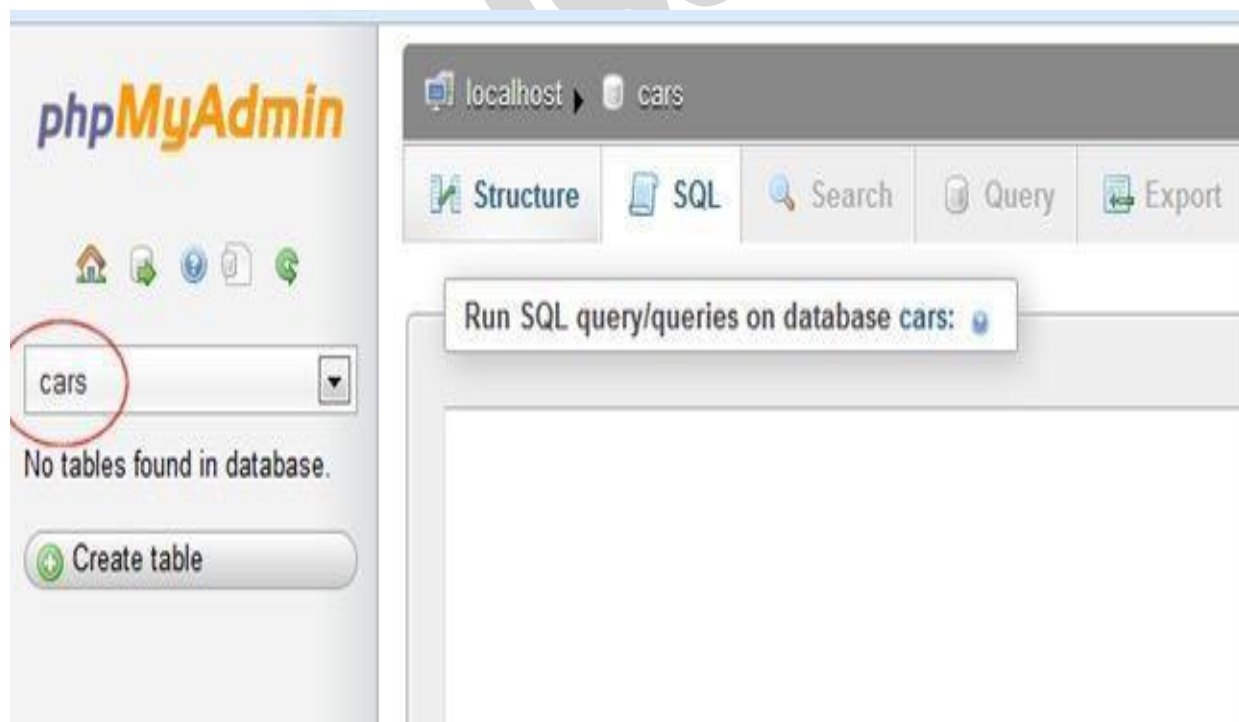 phpMyAdmin
cars
No tables found in database.
Create table
localhost ▸ cars
Structure SQL Search Query Export
Run SQL query/queries on database cars: